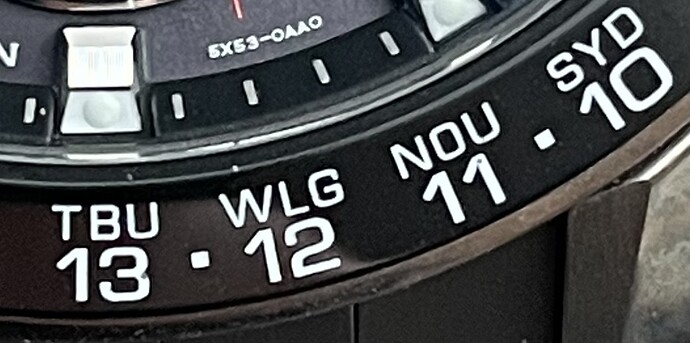 N
5X53-0AA0
TBU WLG NOU SYD
13 · 12 11 · 10